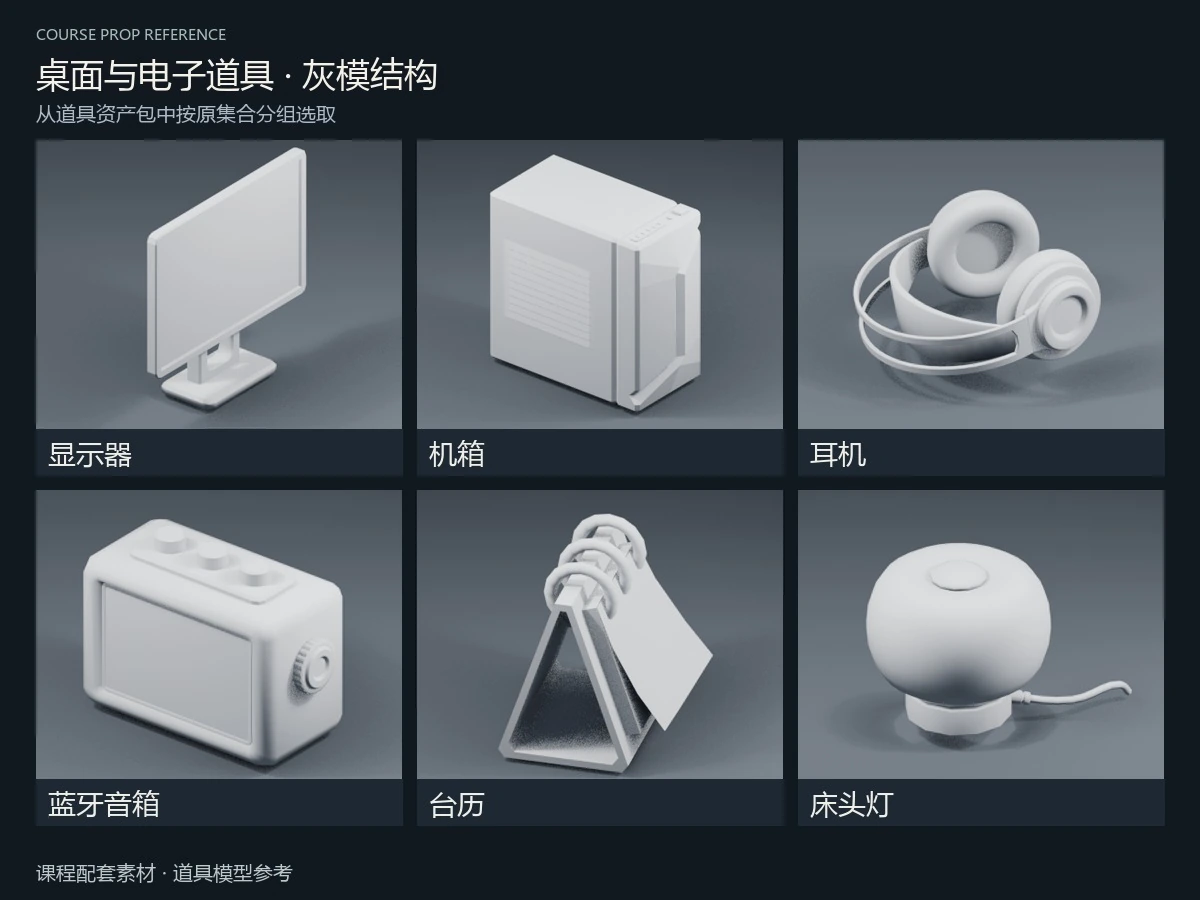 COURSE PROP REFERENCE
桌面与电子道具 · 灰模结构
从道具资产包中按原集合分组选取
显示器
机箱
耳机
蓝牙音箱
台历
床头灯
课程配套素材 · 道具模型参考